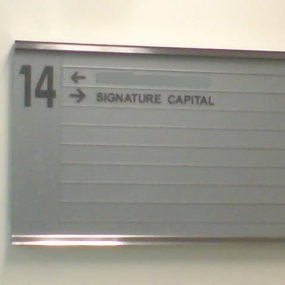 14
←
→ SIGNATURE CAPITAL